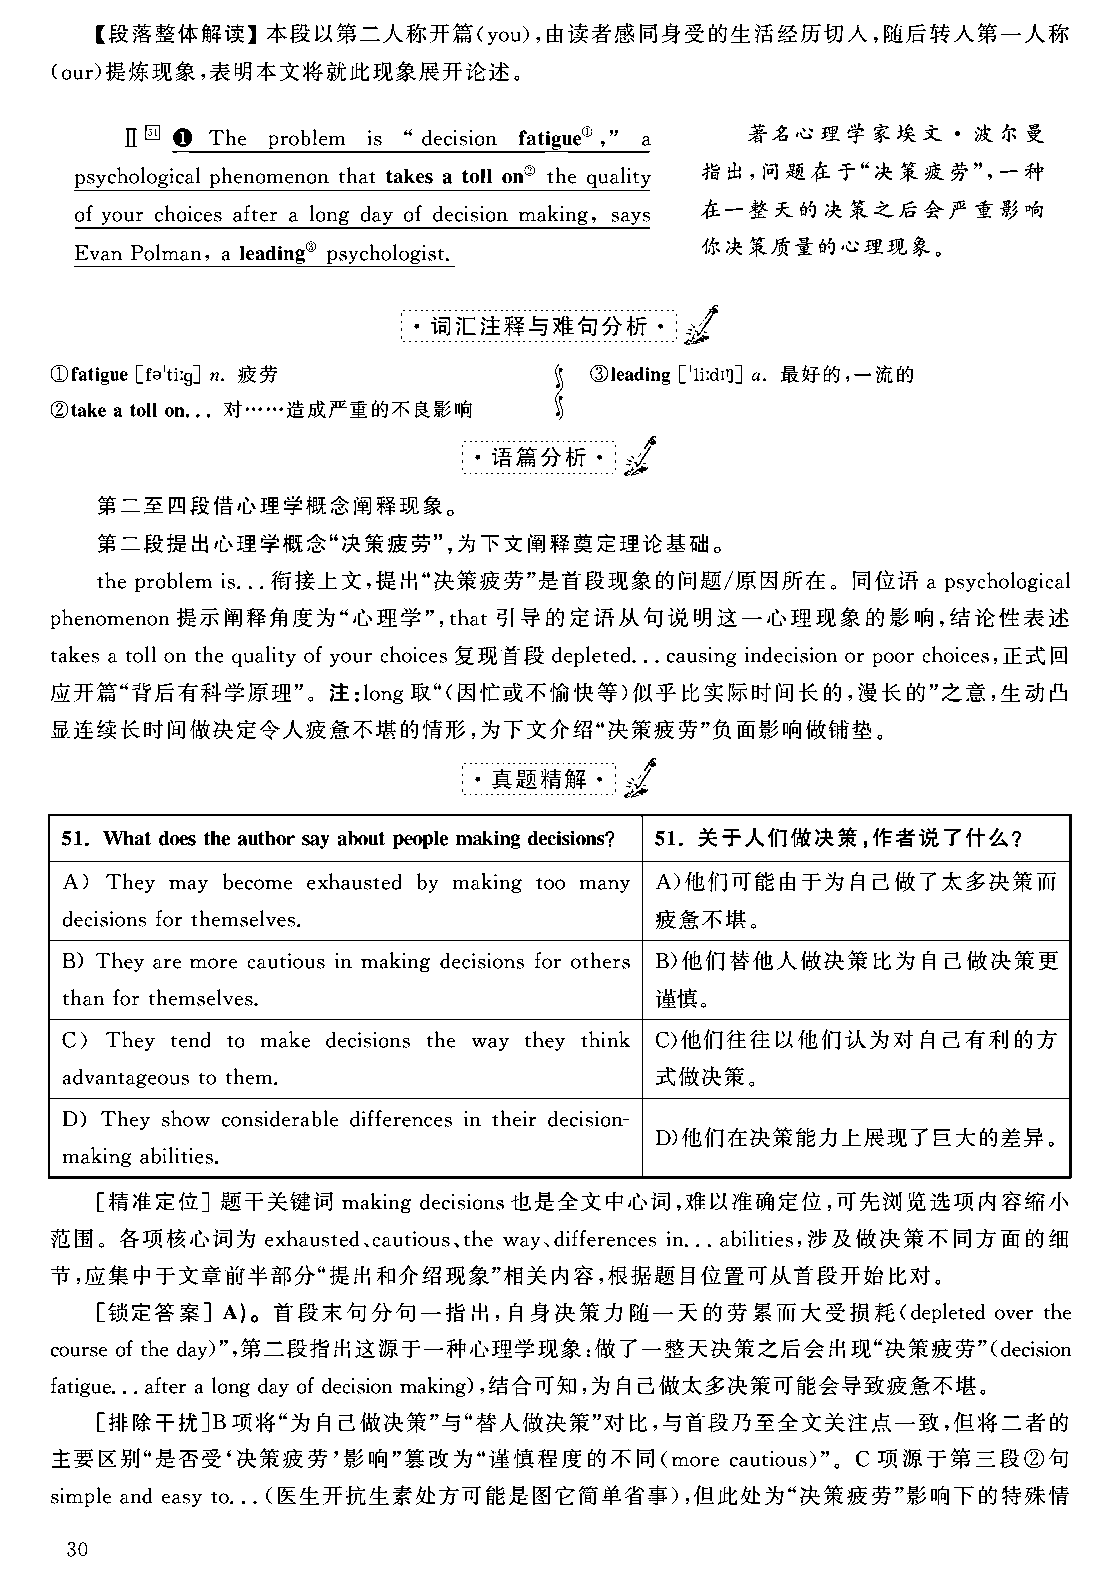 【段落整体解读】本段以第二人称开篇(you),由读者感同身受的生活经历切入,随后转入第一人称
(our)提炼现象,表明本文将就此现象展开论述。
Ⅱ 51 ❶ The problem is “decision fatigue①,” a
psychological phenomenon that takes a toll on② the quality
of your choices after a long day of decision making, says
Evan Polman, a leading③ psychologist.
著名心理学家埃文·波尔曼
指出,问题在于“决策疲劳”,一种
在一整天的决策之后会严重影响
你决策质量的心理现象。
·词汇注释与难句分析·
①fatigue [fəˈtiːg] n. 疲劳
②take a toll on... 对……造成严重的不良影响
③leading [ˈliːdɪŋ] a. 最好的,一流的
·语篇分析·
第二至四段借心理学概念阐释现象。
第二段提出心理学概念“决策疲劳”,为下文阐释奠定理论基础。
the problem is... 衔接上文,提出“决策疲劳”是首段现象的问题/原因所在。同位语 a psychological
phenomenon 提示阐释角度为“心理学”,that 引导的定语从句说明这一心理现象的影响,结论性表述
takes a toll on the quality of your choices 复现首段 depleted... causing indecision or poor choices,正式回
应开篇“背后有科学原理”。注:long 取“(因忙或不愉快等)似乎比实际时间长的,漫长的”之意,生动凸
显连续长时间做决定令人疲惫不堪的情形,为下文介绍“决策疲劳”负面影响做铺垫。
·真题精解·
51. What does the author say about people making decisions?
51. 关于人们做决策,作者说了什么?
A) They may become exhausted by making too many
decisions for themselves.
A)他们可能由于为自己做了太多决策而
疲惫不堪。
B) They are more cautious in making decisions for others
than for themselves.
B)他们替他人做决策比为自己做决策更
谨慎。
C) They tend to make decisions the way they think
advantageous to them.
C)他们往往以他们认为对自己有利的方
式做决策。
D) They show considerable differences in their decision-
making abilities.
D)他们在决策能力上展现了巨大的差异。
[精准定位] 题干关键词 making decisions 也是全文中心词,难以准确定位,可先浏览选项内容缩小
范围。各项核心词为 exhausted、cautious、the way、differences in... abilities,涉及做决策不同方面的细
节,应集中于文章前半部分“提出和介绍现象”相关内容,根据题目位置可从首段开始比对。
[锁定答案] A)。首段末句分句一指出,自身决策力随一天的劳累而大受损耗(depleted over the
course of the day)”,第二段指出这源于一种心理学现象:做了一整天决策之后会出现“决策疲劳”(decision
fatigue... after a long day of decision making),结合可知,为自己做太多决策可能会导致疲惫不堪。
[排除干扰]B 项将“为自己做决策”与“替人做决策”对比,与首段乃至全文关注点一致,但将二者的
主要区别“是否受‘决策疲劳’影响”篡改为“谨慎程度的不同(more cautious)”。C 项源于第三段②句
simple and easy to...(医生开抗生素处方可能是图它简单省事),但此处为“决策疲劳”影响下的特殊情
30